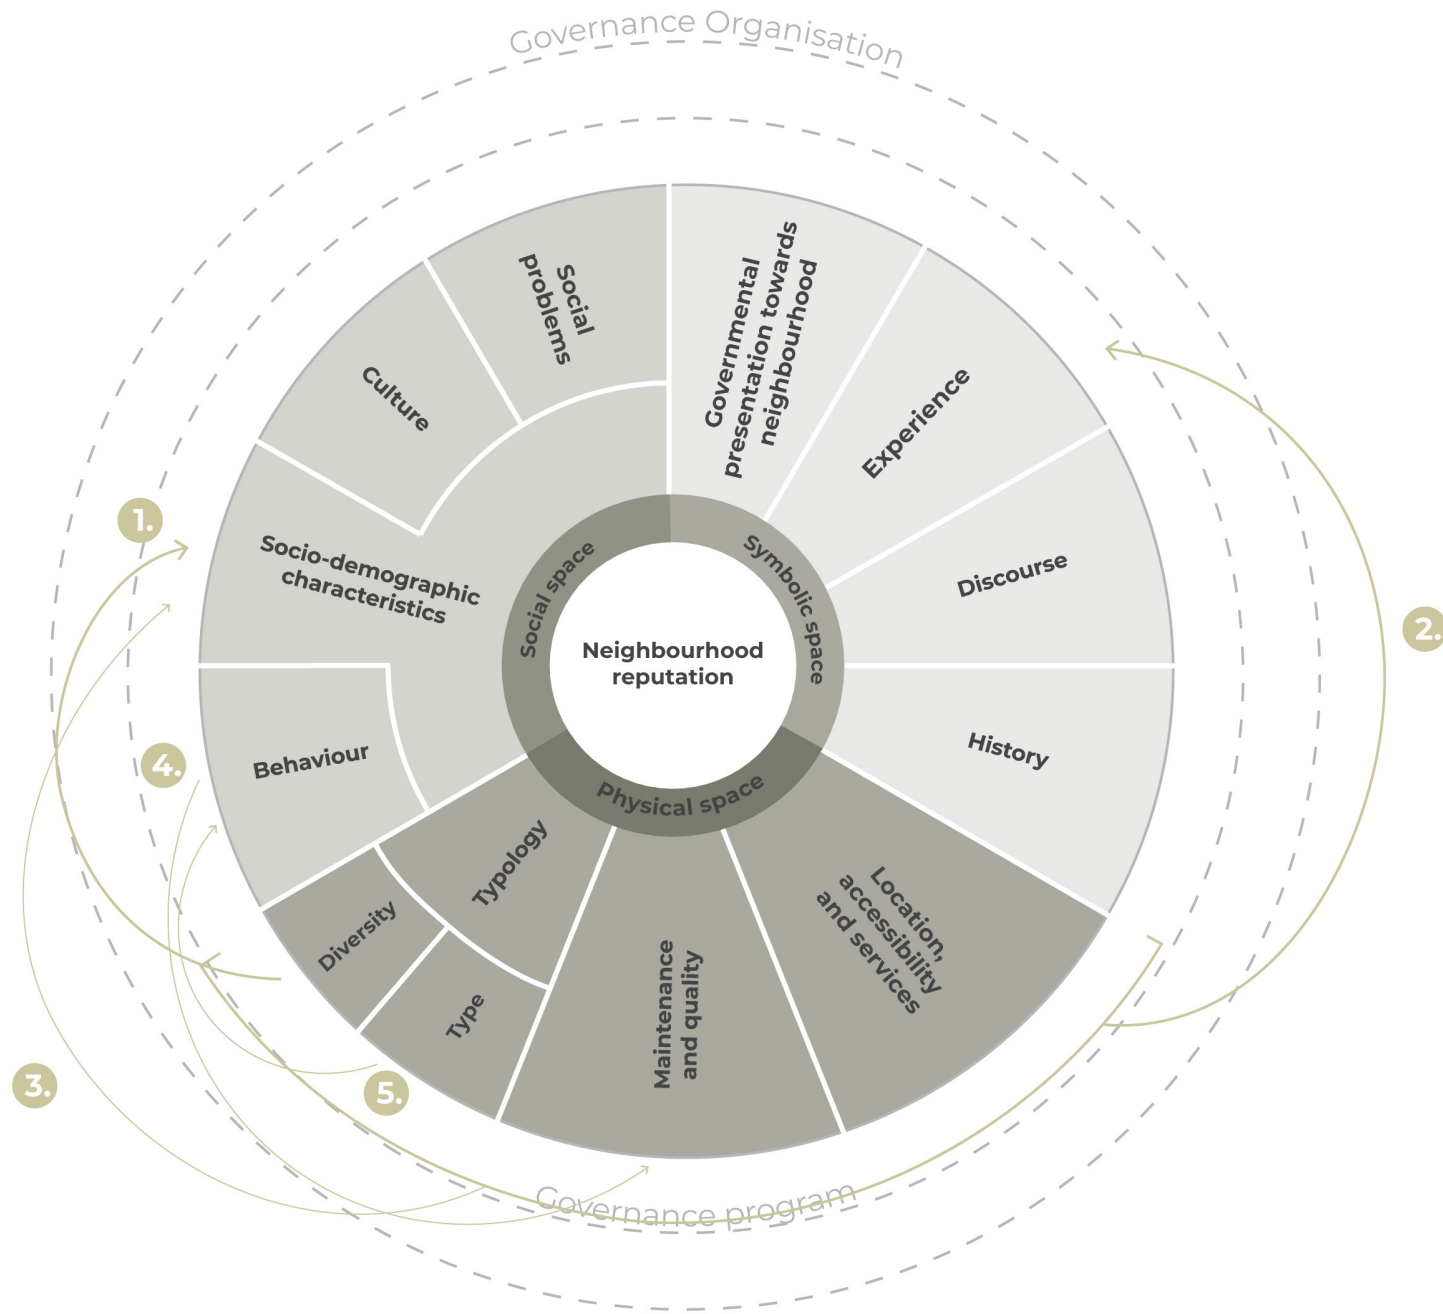 Governance Organisation
Social
problems
Governmental
presentation towards
neighbourhood
Culture
Experience
1.
Socio-demographic
characteristics
Social space
Symbolic space
Discourse
2.
Neighbourhood
reputation
4.
Behaviour
History
Physical space
Typology
Diversity
Type
Maintenance
and quality
Location,
accessibility
and services
3.
5.
Governance program